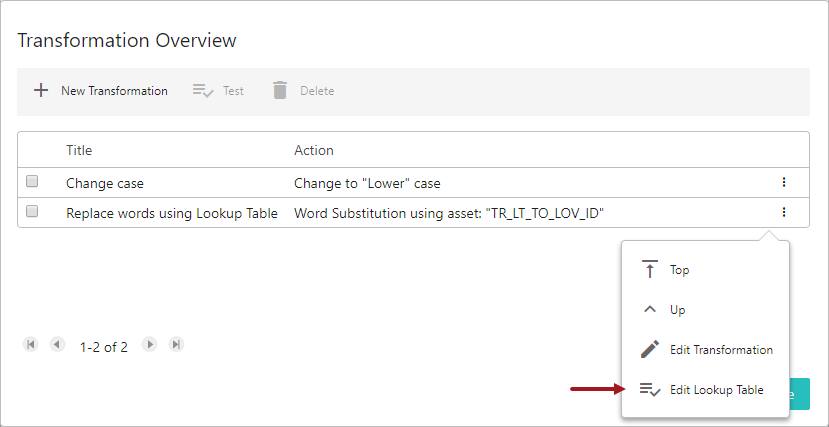 Transformation Overview
New Transformation Test Delete
Title Action
Change case Change to "Lower" case
Replace words using Lookup Table Word Substitution using asset: "TR_LT_TO_LOV_ID"
Top
Up
1-2 of 2
Edit Transformation
Edit Lookup Table